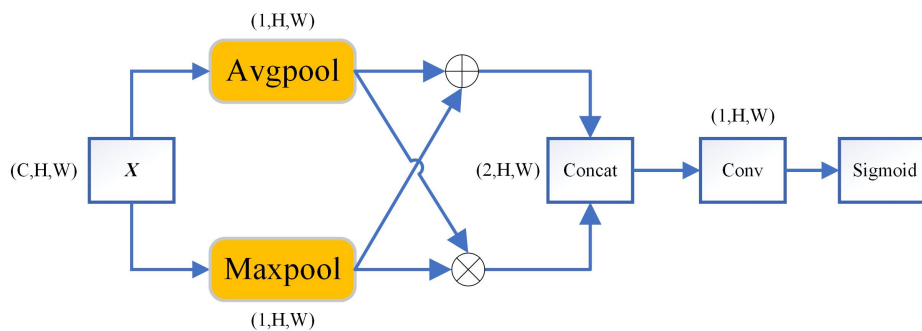 (1,H,W)
Avgpool
(C,H,W)
X
(2,H,W)
Concat
(1,H,W)
Conv
Sigmoid
Maxpool
(1,H,W)